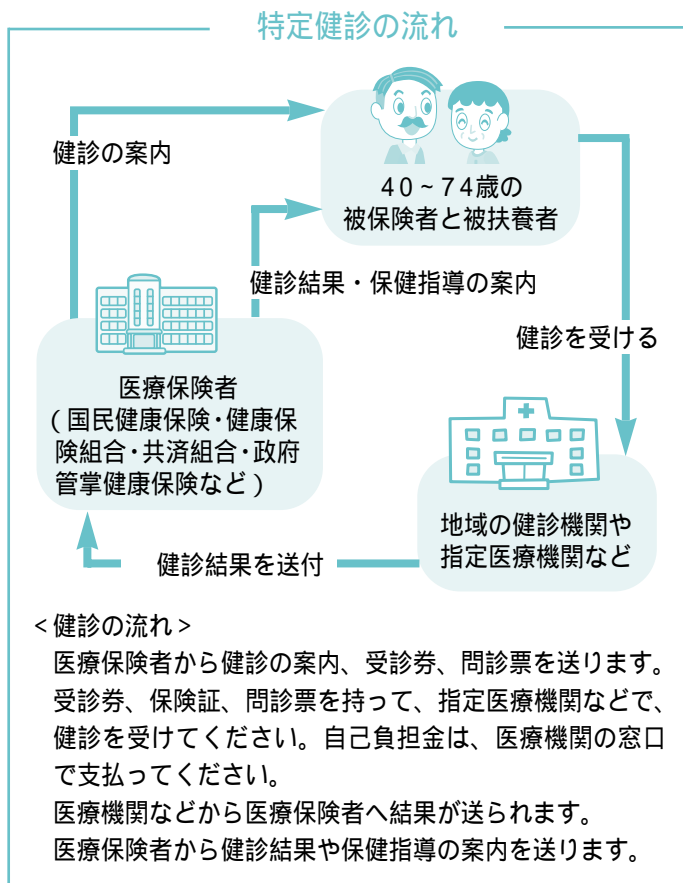 特定健診の流れ
健診の案内
40~74歳の
被保険者と被扶養者
健診結果・保健指導の案内
健診を受ける
医療保険者
(国民健康保険・健康保
険組合・共済組合・政府
管掌健康保険など)
地域の健診機関や
指定医療機関など
健診結果を送付
<健診の流れ>
医療保険者から健診の案内、受診券、問診票を送ります。
受診券、保険証、問診票を持って、指定医療機関などで、
健診を受けてください。自己負担金は、医療機関の窓口
で支払ってください。
医療機関などから医療保険者へ結果が送られます。
医療保険者から健診結果や保健指導の案内を送ります。